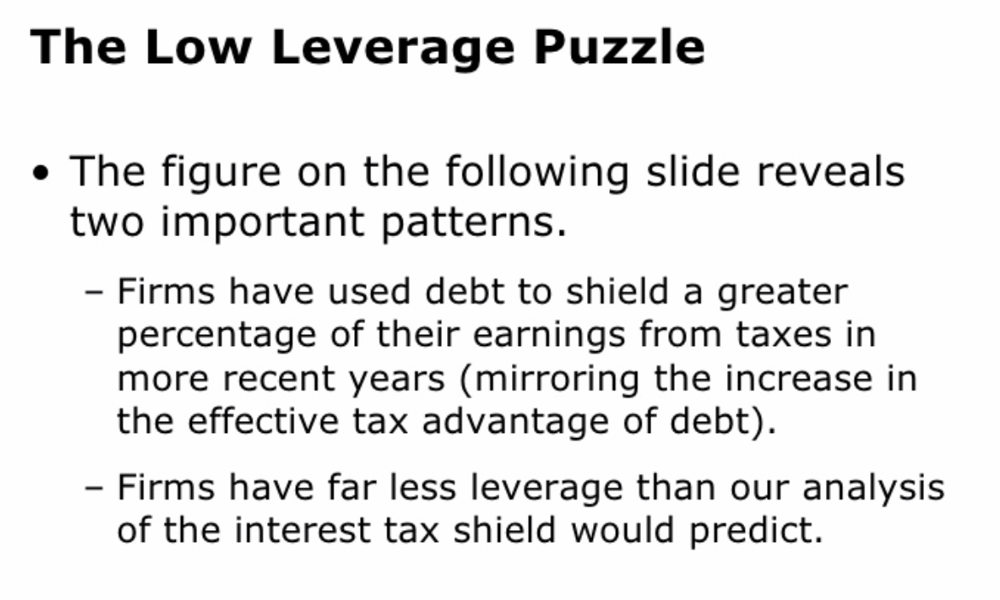 The Low Leverage Puzzle
• The figure on the following slide reveals
two important patterns.
– Firms have used debt to shield a greater
percentage of their earnings from taxes in
more recent years (mirroring the increase in
the effective tax advantage of debt).
– Firms have far less leverage than our analysis
of the interest tax shield would predict.